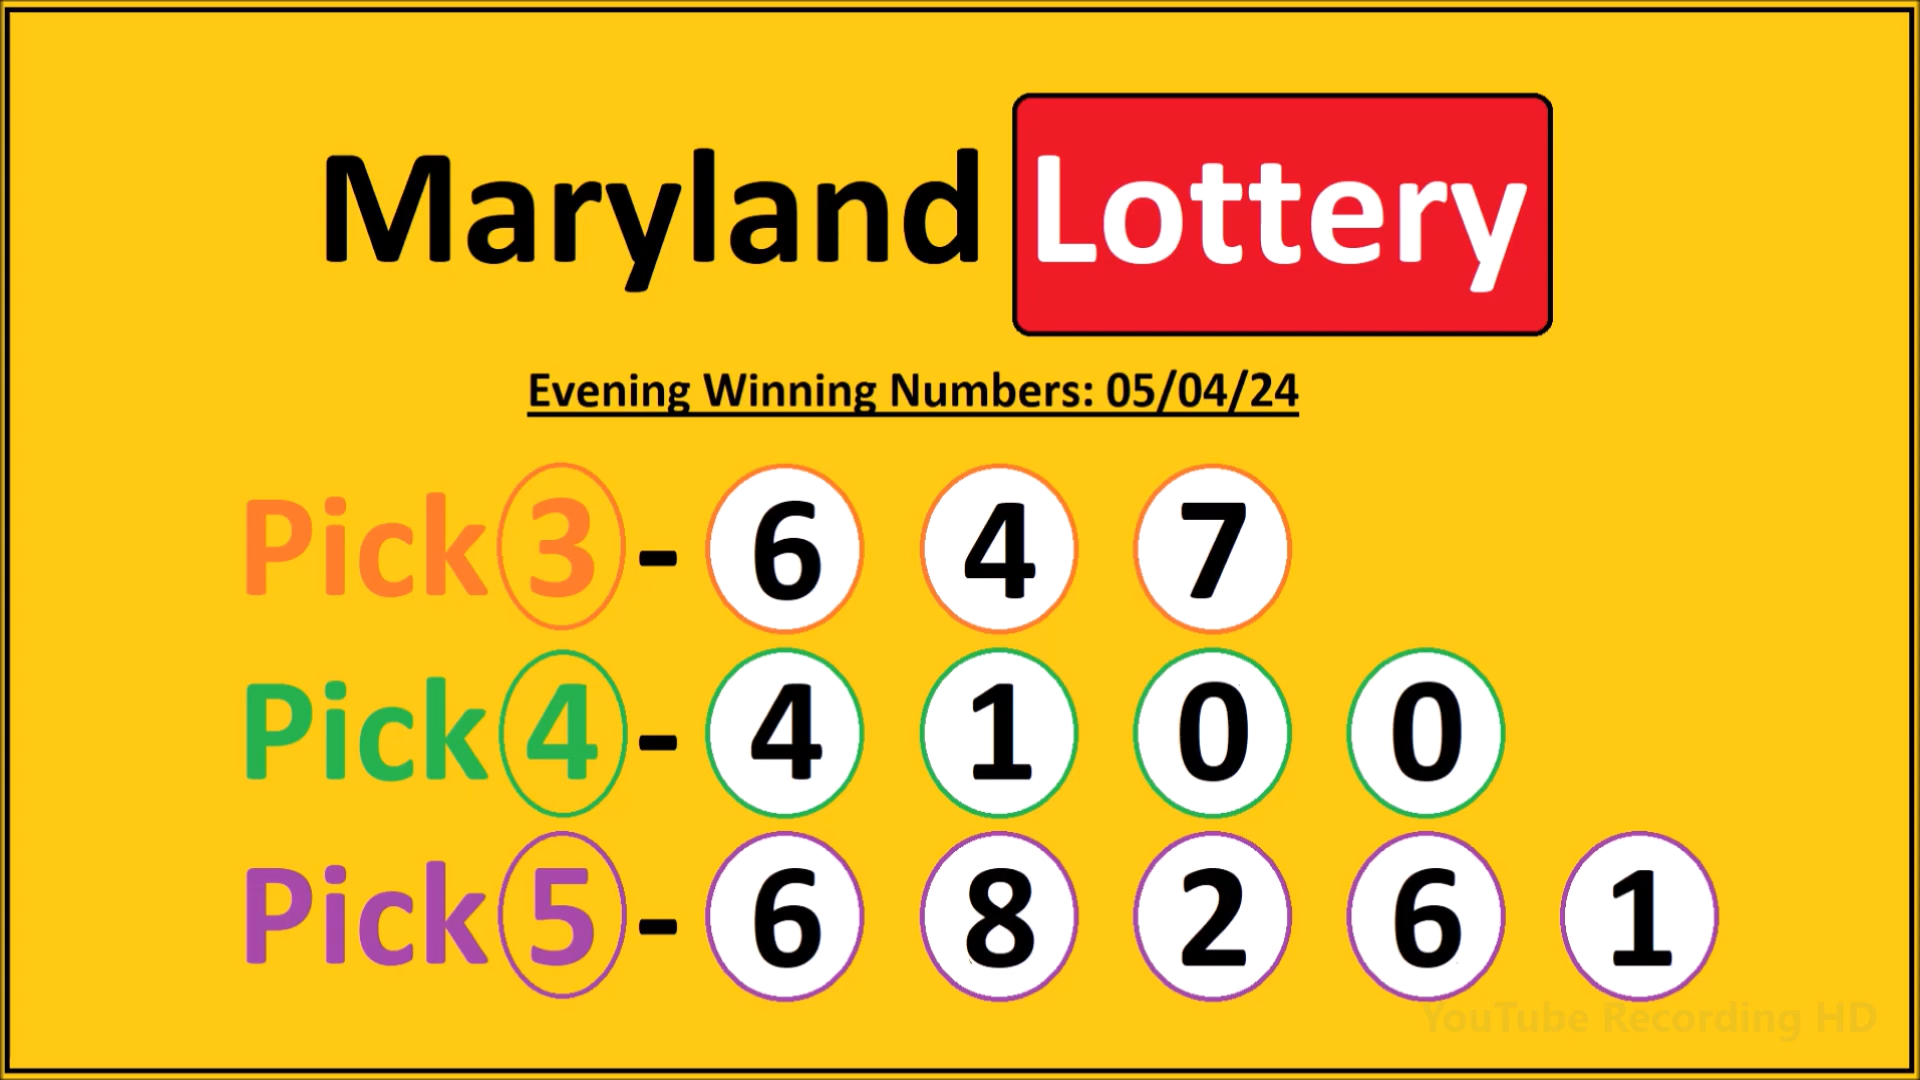 Maryland Lottery
Evening Winning Numbers: 05/04/24
Pick 3 - 6 4 7
Pick 4 - 4 1 0 0
Pick 5 - 6 8 2 6 1
YouTube Recording HD